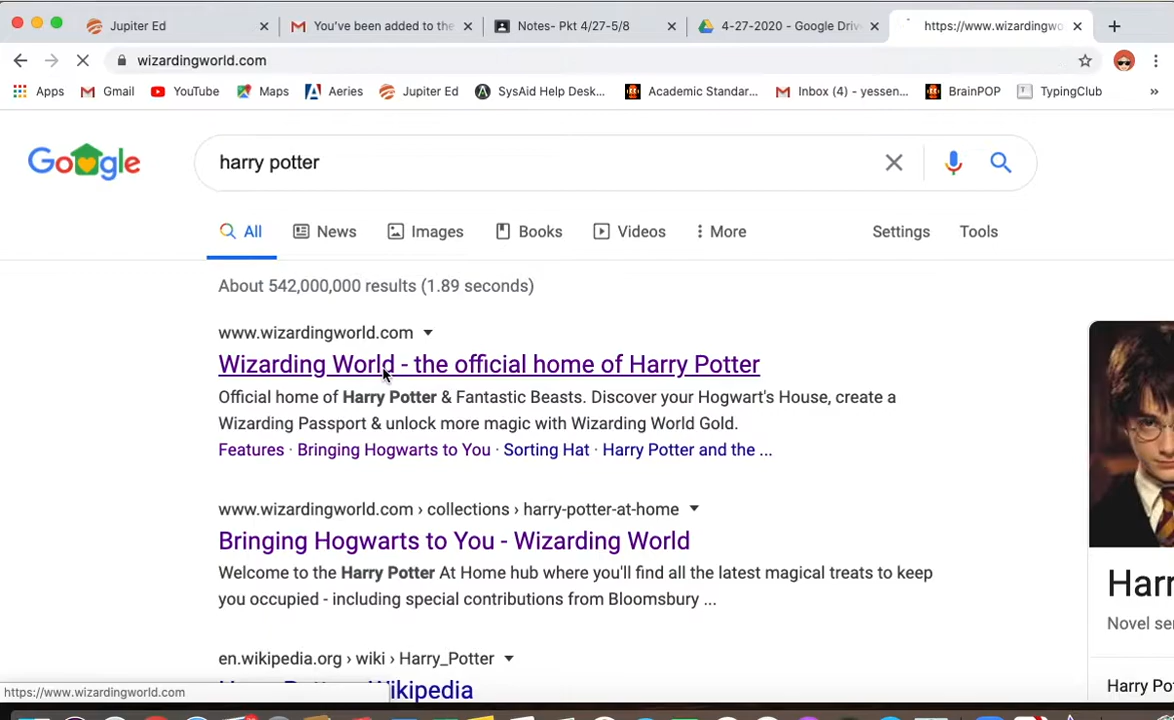 Jupiter Ed
You've been added to the
Notes- Pkt 4/27-5/8
4-27-2020 - Google Driv
https://www.wizardingwo
wizardingworld.com
Apps
Gmail
YouTube
Maps
Aeries
Jupiter Ed
SysAid Help Desk...
Academic Standar...
Inbox (4) - yessen...
BrainPOP
TypingClub
»
Google
harry potter
All
News
Images
Books
Videos
More
Settings
Tools
About 542,000,000 results (1.89 seconds)
www.wizardingworld.com
Wizarding World - the official home of Harry Potter
Official home of Harry Potter & Fantastic Beasts. Discover your Hogwart's House, create a
Wizarding Passport & unlock more magic with Wizarding World Gold.
Features · Bringing Hogwarts to You · Sorting Hat · Harry Potter and the ...
www.wizardingworld.com › collections › harry-potter-at-home
Bringing Hogwarts to You - Wizarding World
Welcome to the Harry Potter At Home hub where you'll find all the latest magical treats to keep
you occupied - including special contributions from Bloomsbury ...
Harr
Novel se
en.wikipedia.org › wiki › Harry_Potter
Harry Potter - Wikipedia
Harry Po
https://www.wizardingworld.com